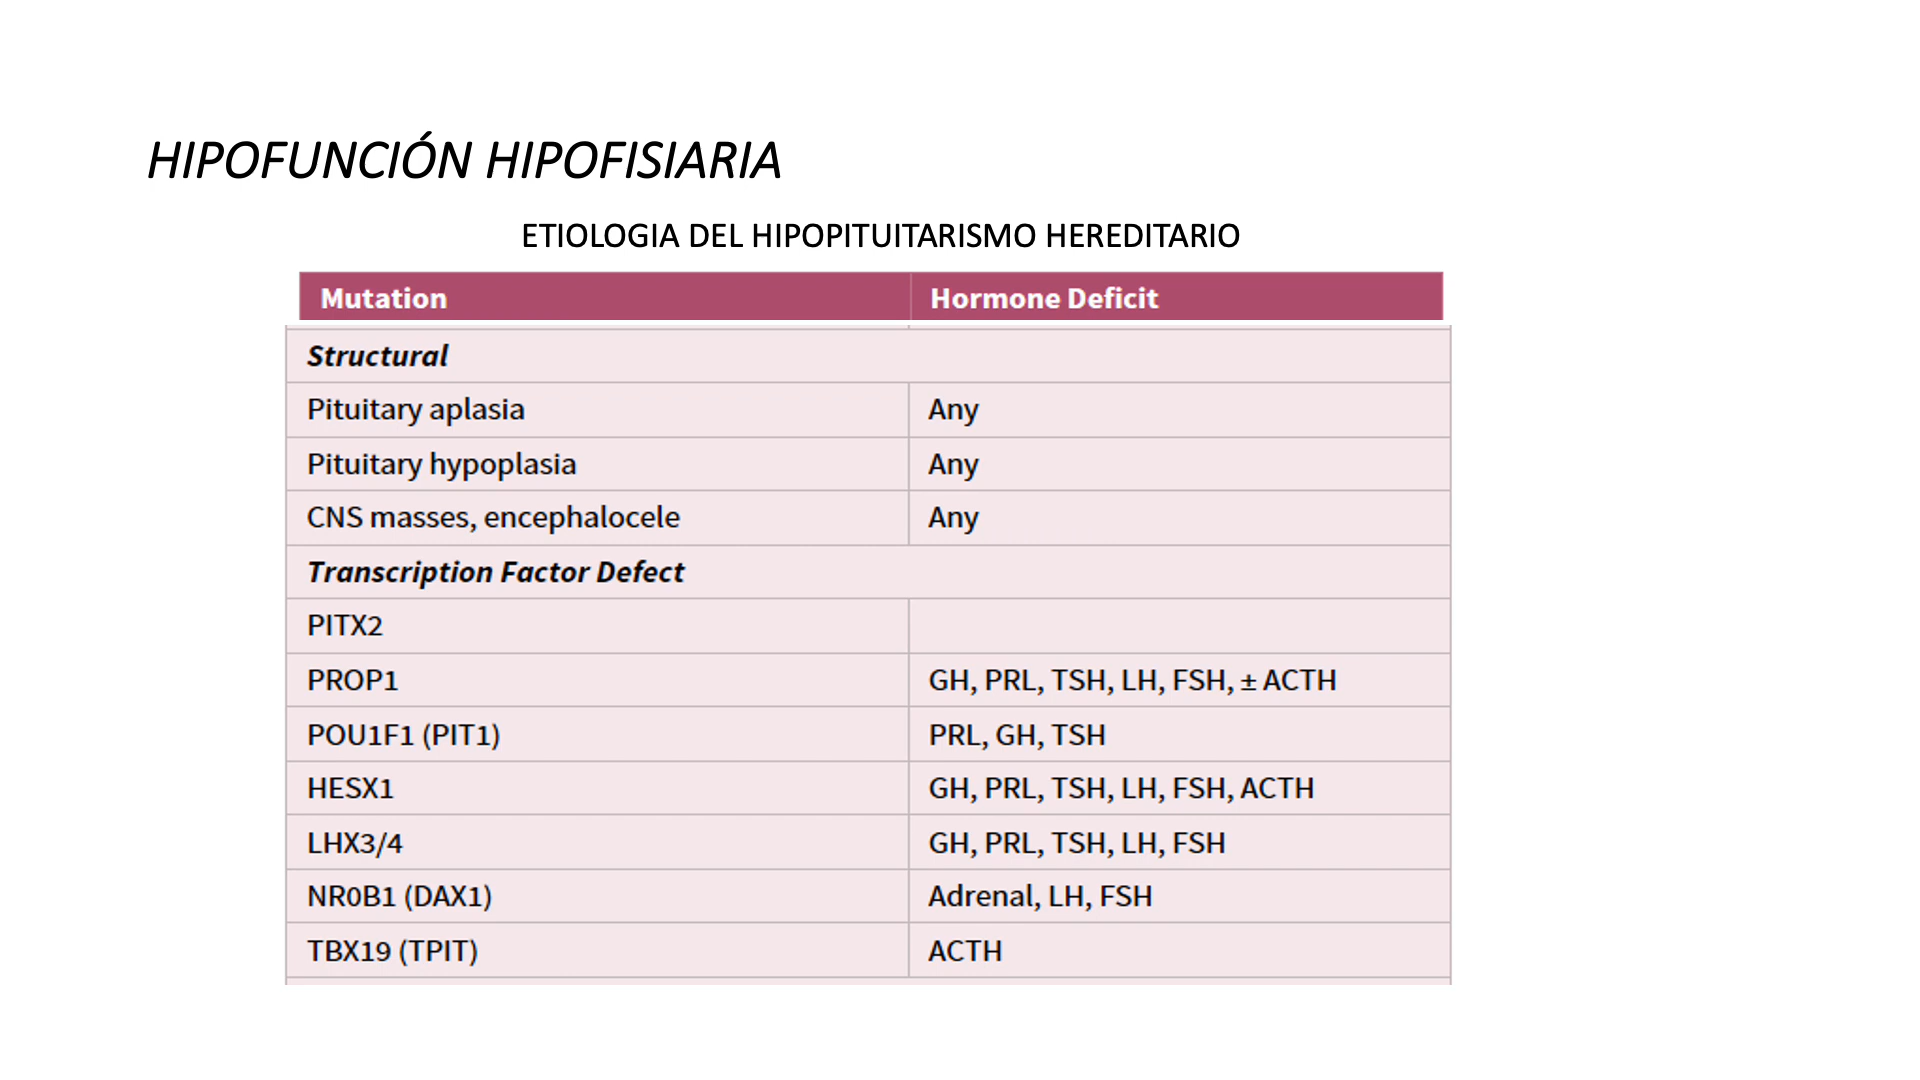 HIPOFUNCIÓN HIPOFISIARIA
ETIOLOGIA DEL HIPOPITUITARISMO HEREDITARIO
Mutation Hormone Deficit
Structural
Pituitary aplasia Any
Pituitary hypoplasia Any
CNS masses, encephalocele Any
Transcription Factor Defect
PITX2
PROP1 GH, PRL, TSH, LH, FSH, ± ACTH
POU1F1 (PIT1) PRL, GH, TSH
HESX1 GH, PRL, TSH, LH, FSH, ACTH
LHX3/4 GH, PRL, TSH, LH, FSH
NR0B1 (DAX1) Adrenal, LH, FSH
TBX19 (TPIT) ACTH